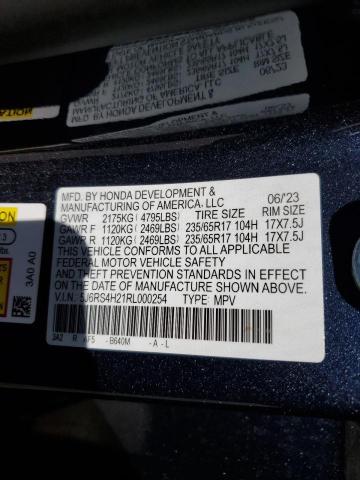 MFD. BY HONDA DEVELOPMENT &
MANUFACTURING OF AMERICA, LLC 06/'23
GVWR 2175KG ( 4795LBS) TIRE SIZE RIM SIZE
GAWR F 1120KG ( 2469LBS) 235/65R17 104H 17X7.5J
GAWR R 1120KG ( 2469LBS) 235/65R17 104H 17X7.5J
THIS VEHICLE CONFORMS TO ALL APPLICABLE
FEDERAL MOTOR VEHICLE SAFETY
AND THEFT PREVENTION STANDARDS IN EFFECT
ON THE DATE OF MANUFACTURE SHOWN ABOVE.
V.I.N. 5J6RS4H21RL000254 TYPE MPV
3A2 R AF5 - B640M - A - L
3A0 A0